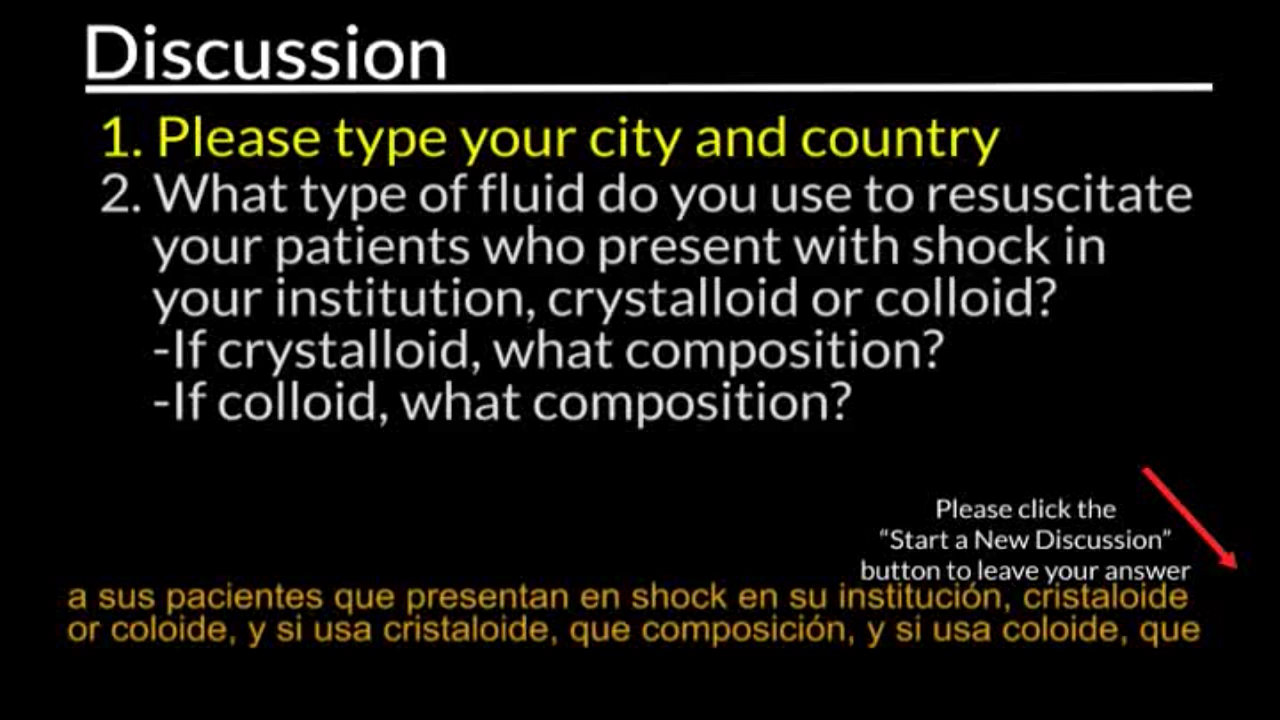 Discussion
1. Please type your city and country
2. What type of fluid do you use to resuscitate
your patients who present with shock in
your institution, crystalloid or colloid?
-If crystalloid, what composition?
-If colloid, what composition?
Please click the
“Start a New Discussion”
button to leave your answer
a sus pacientes que presentan en shock en su institución, cristaloide
or coloide, y si usa cristaloide, que composición, y si usa coloide, que